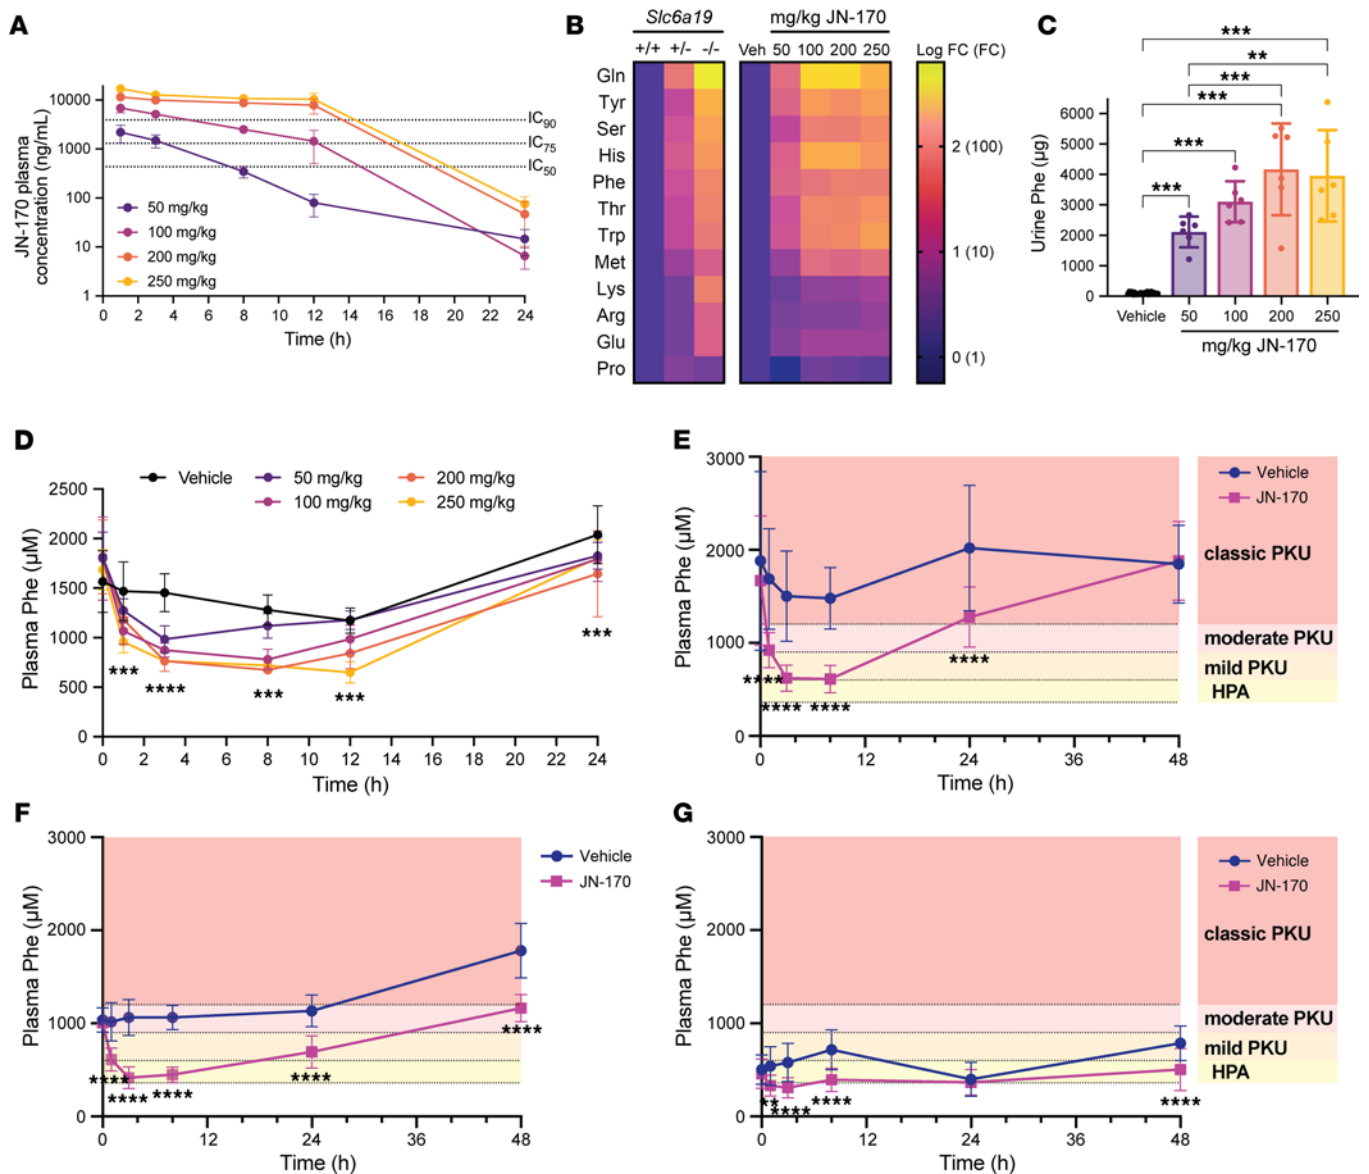 A
JN-170 plasma
concentration (ng/mL)
10000
1000
100
10
1
IC90
IC75
IC50
50 mg/kg
100 mg/kg
200 mg/kg
250 mg/kg
0 2 4 6 8 10 12 14 16 18 20 22 24
Time (h)
B
Slc6a19
mg/kg JN-170
+/+ +/- -/-
Veh 50 100 200 250
Log FC (FC)
Gln
Tyr
Ser
His
Phe
Thr
Trp
Met
Lys
Arg
Glu
Pro
2 (100)
1 (10)
0 (1)
C
Urine Phe (µg)
6000
5000
4000
3000
2000
1000
0
***
**
***
***
***
***
Vehicle 50 100 200 250
mg/kg JN-170
D
Vehicle
50 mg/kg
200 mg/kg
100 mg/kg
250 mg/kg
Plasma Phe (µM)
2500
2000
1500
1000
500
0
***
****
***
***
***
0 2 4 6 8 10 12 14 16 18 20 22 24
Time (h)
E
Plasma Phe (µM)
3000
2000
1000
0
****
****
****
****
0 12 24 36 48
Time (h)
Vehicle
JN-170
classic PKU
moderate PKU
mild PKU
HPA
F
Plasma Phe (µM)
3000
2000
1000
0
****
****
****
****
****
0 12 24 36 48
Time (h)
Vehicle
JN-170
G
Plasma Phe (µM)
3000
2000
1000
0
**
****
****
****
0 12 24 36 48
Time (h)
Vehicle
JN-170
classic PKU
moderate PKU
mild PKU
HPA